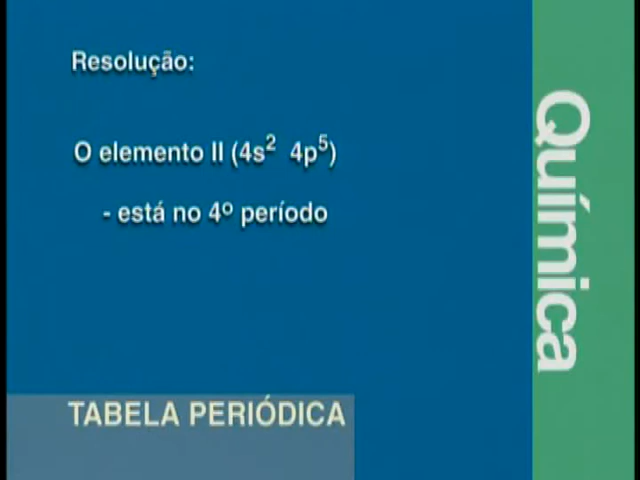 Resolução:
O elemento II (4s² 4p⁵)
- está no 4º período
TABELA PERIÓDICA
Química